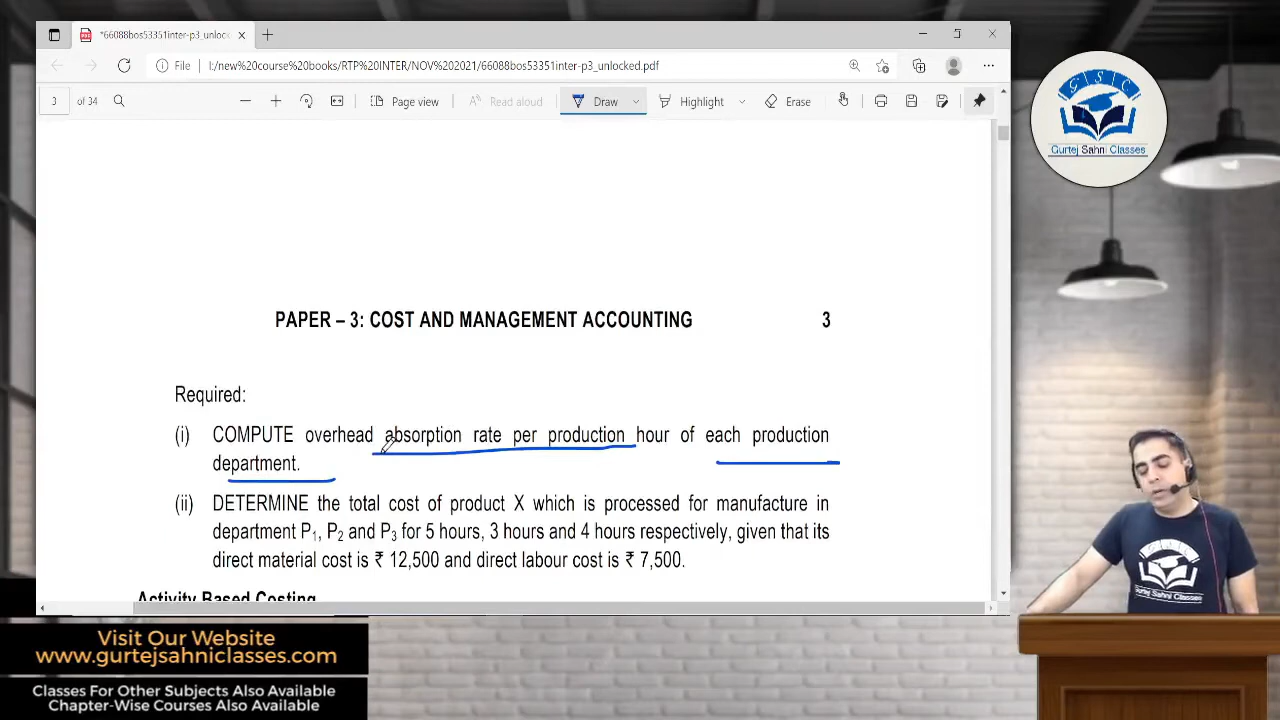 *66088bos53351inter-p3_unlock
File
I:/new%20course%20books/RTP%20INTER/NOV%202021/66088bos53351inter-p3_unlocked.pdf
3 of 34
Page view
Read aloud
Draw
Highlight
Erase
GSC
Gurtej Sahni Classes
PAPER – 3: COST AND MANAGEMENT ACCOUNTING 3
Required:
(i) COMPUTE overhead absorption rate per production hour of each production
department.
(ii) DETERMINE the total cost of product X which is processed for manufacture in
department P₁, P₂ and P₃ for 5 hours, 3 hours and 4 hours respectively, given that its
direct material cost is ₹ 12,500 and direct labour cost is ₹ 7,500.
Activity Based Costing
Visit Our Website
www.gurtejsahniclasses.com
Classes For Other Subjects Also Available
Chapter-Wise Courses Also Available